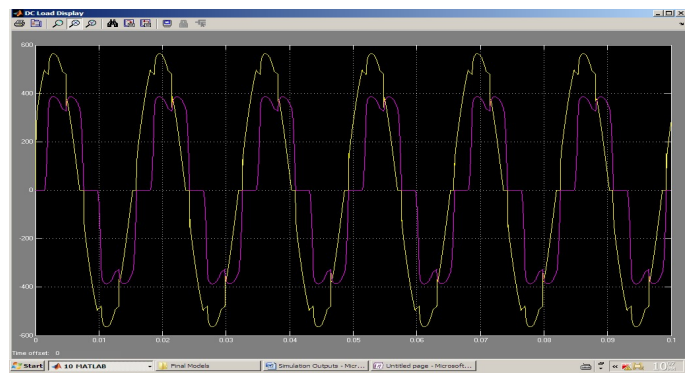 DC Load Display
600
400
200
0
-200
-400
-600
0
0.01
0.02
0.03
0.04
0.05
0.06
0.07
0.08
0.09
0.1
Time offset: 0
Start
10 MATLAB
Final Models
Simulation Outputs - Micr...
Untitled page - Microsoft...